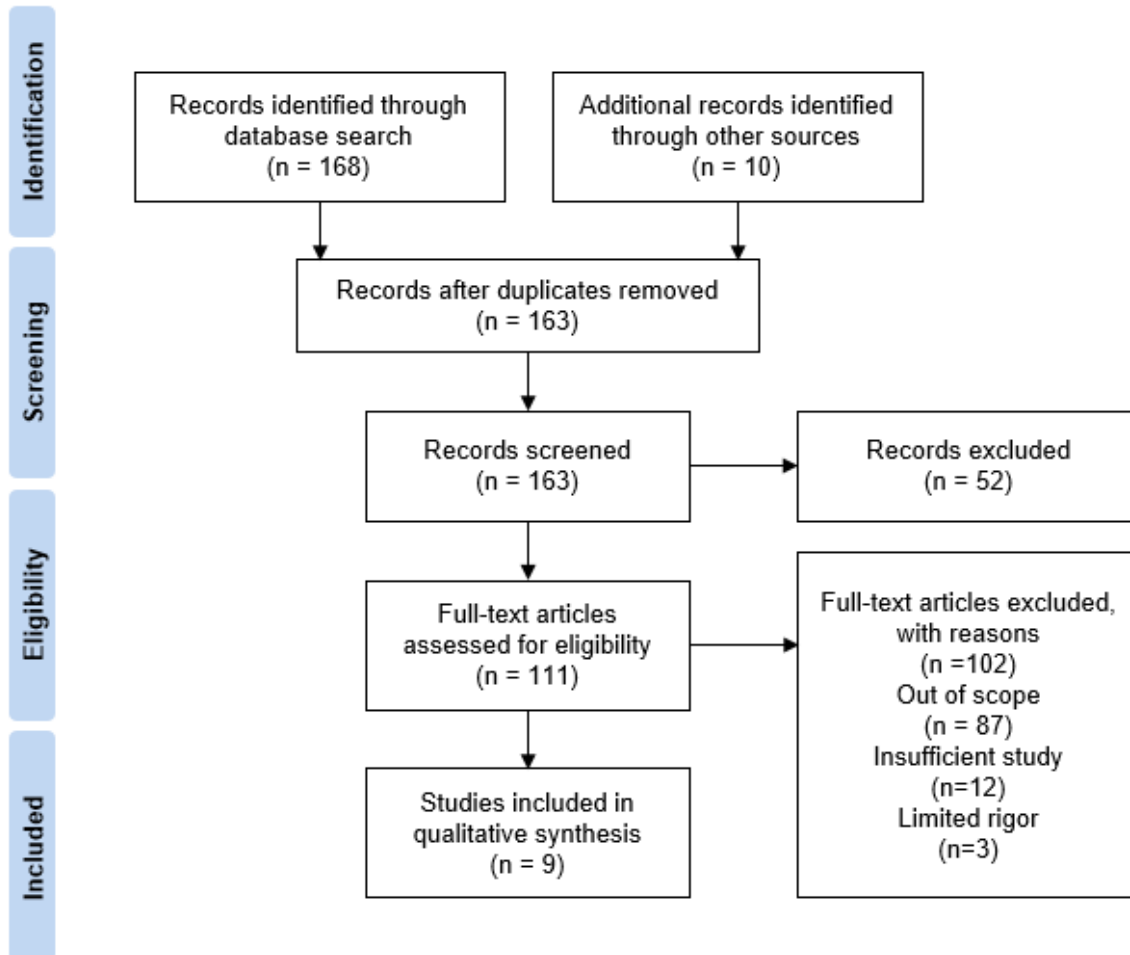 Identification
Records identified through
database search
(n = 168)
Additional records identified
through other sources
(n = 10)
Screening
Records after duplicates removed
(n = 163)
Records screened
(n = 163)
Records excluded
(n = 52)
Eligibility
Full-text articles
assessed for eligibility
(n = 111)
Full-text articles excluded,
with reasons
(n =102)
Out of scope
(n = 87)
Insufficient study
(n=12)
Limited rigor
(n=3)
Included
Studies included in
qualitative synthesis
(n = 9)